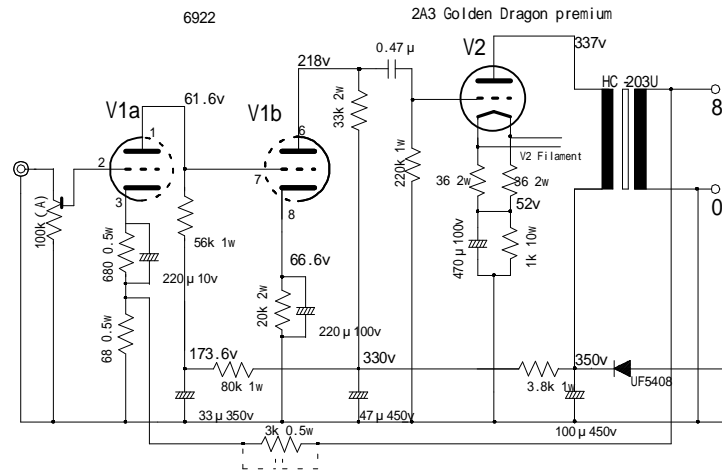 6922
2A3 Golden Dragon premium
V2
337v
0.47μ
218v
HC-203U
61.6v
V1a
V1b
33k 2w
8
1
6
2
7
220k 1w
V2 Filament
3
8
36 2w
36 2w
100k (A)
52v
0
56k 1w
680 0.5w
470μ 100v
1k 10w
66.6v
220μ 10v
20k 2w
220μ 100v
68 0.5w
173.6v
330v
350v
80k 1w
3.8k 1w
UF5408
33μ 350v
47μ 450v
100μ 450v
3k 0.5w